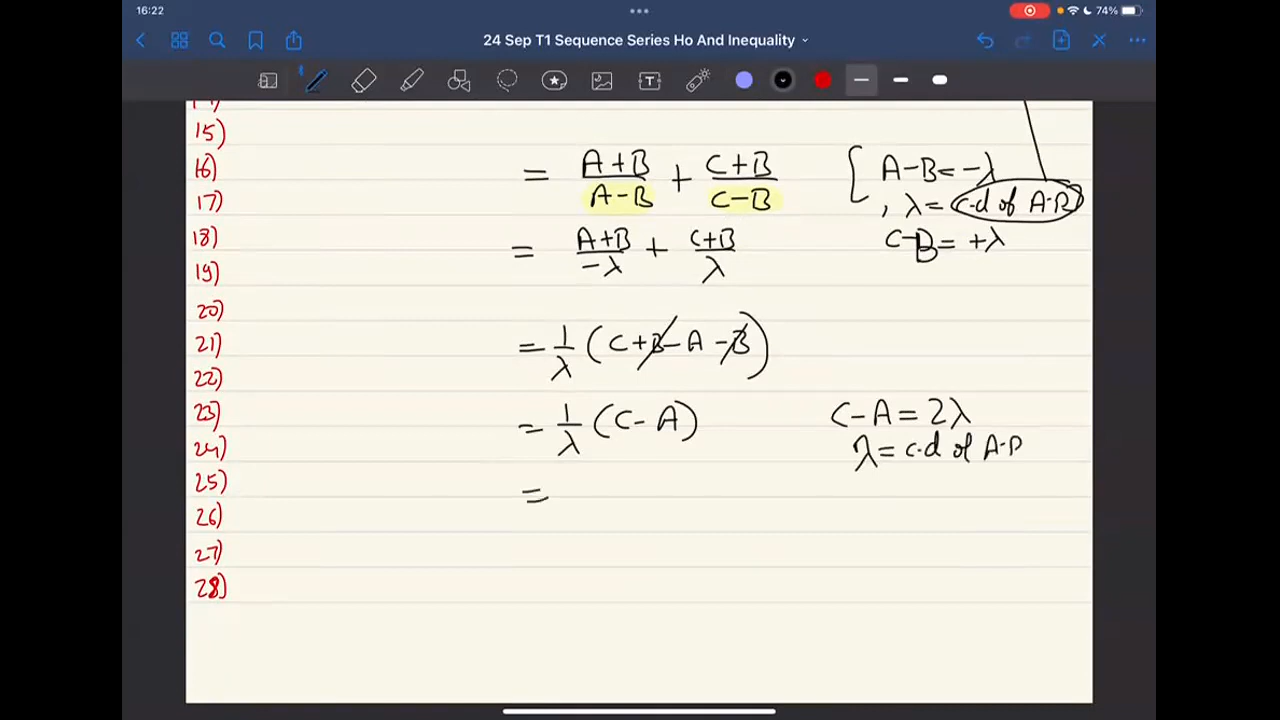 16:22
74%
24 Sep T1 Sequence Series Ho And Inequality
15)
16)
17)
18)
19)
20)
21)
22)
23)
24)
25)
26)
27)
28)
= A+B/A-B + C+B/C-B
{ A-B = -λ
, λ = c.d of A.P
C-B = +λ
= A+B/-λ + C+B/λ
= 1/λ (C+B-A-B)
= 1/λ (C-A)
C-A = 2λ
λ = c.d of A.P
=